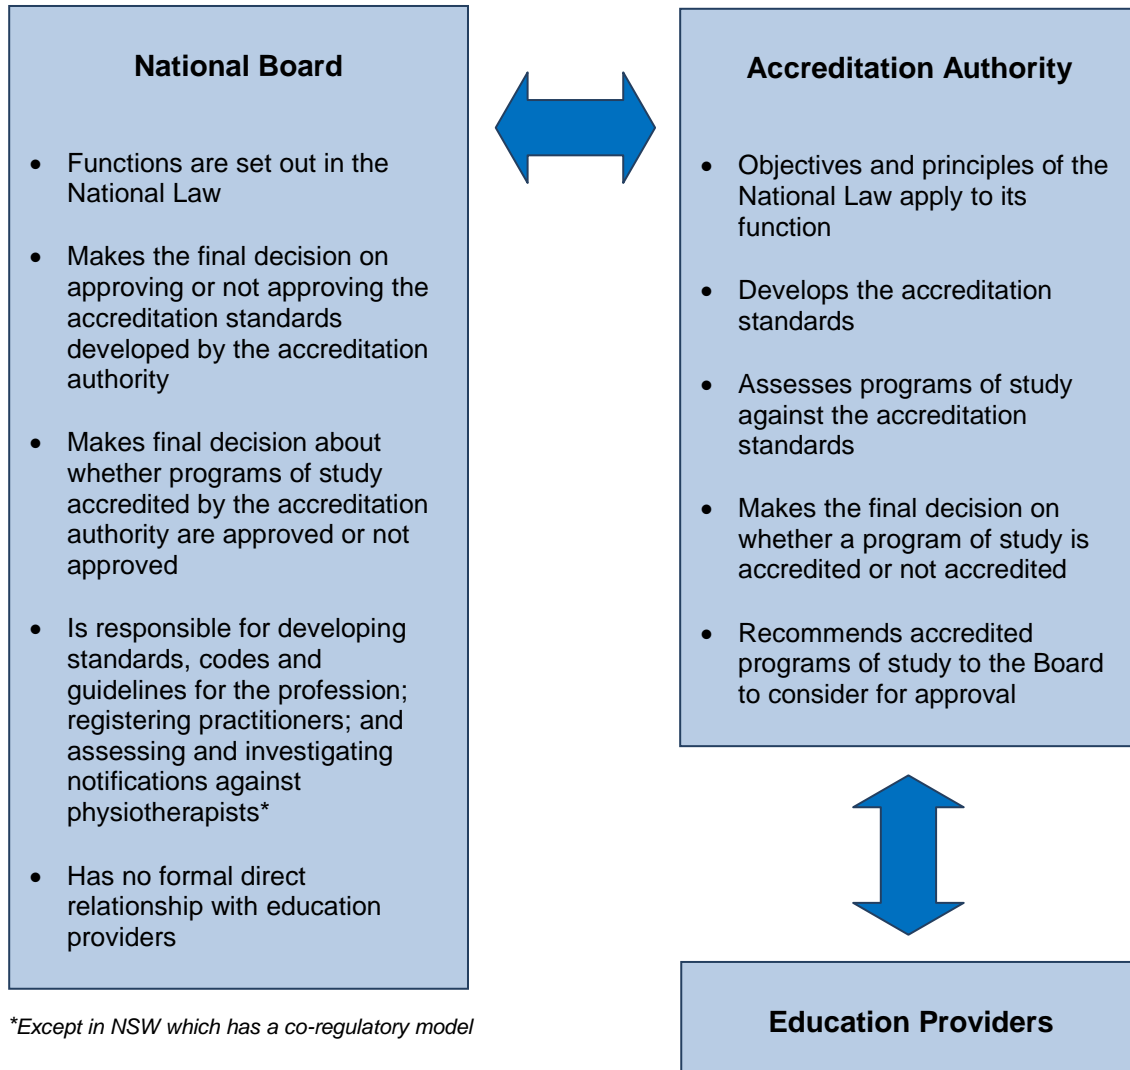 National Board
• Functions are set out in the
National Law
• Makes the final decision on
approving or not approving the
accreditation standards
developed by the accreditation
authority
• Makes final decision about
whether programs of study
accredited by the accreditation
authority are approved or not
approved
• Is responsible for developing
standards, codes and
guidelines for the profession;
registering practitioners; and
assessing and investigating
notifications against
physiotherapists*
• Has no formal direct
relationship with education
providers
*Except in NSW which has a co-regulatory model
Accreditation Authority
• Objectives and principles of the
National Law apply to its
function
• Develops the accreditation
standards
• Assesses programs of study
against the accreditation
standards
• Makes the final decision on
whether a program of study is
accredited or not accredited
• Recommends accredited
programs of study to the Board
to consider for approval
Education Providers